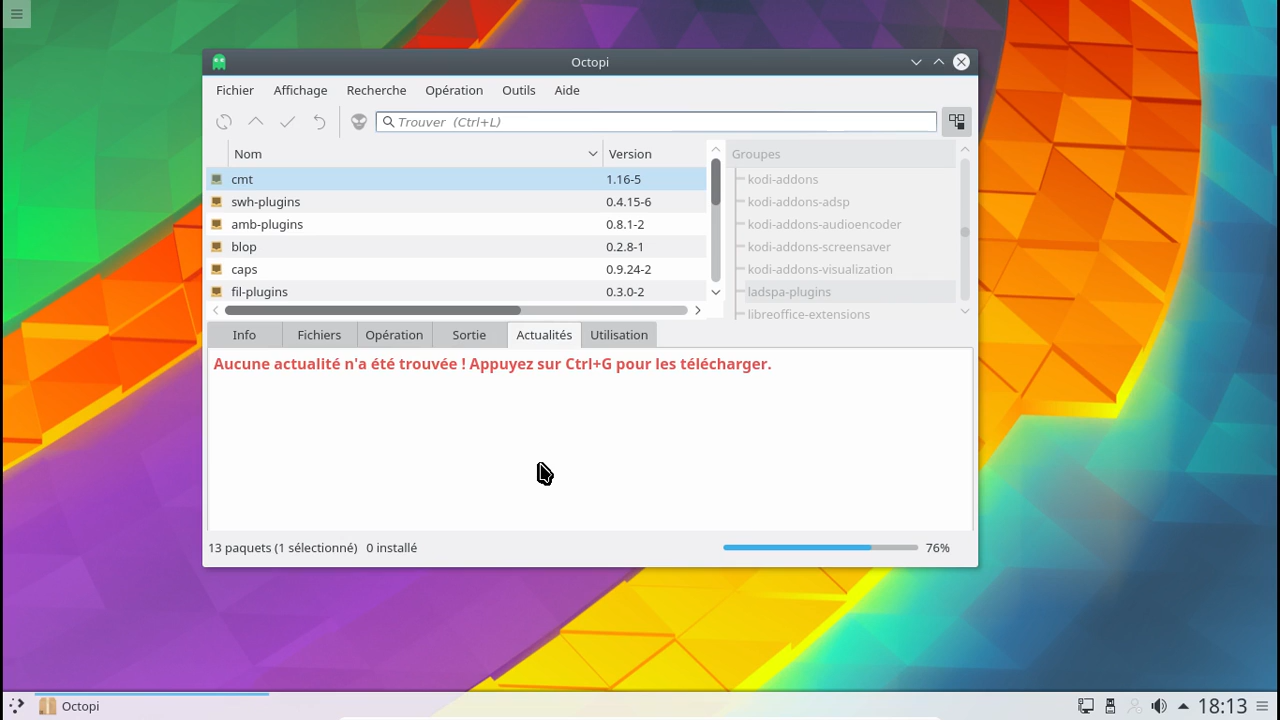 Octopi
Fichier Affichage Recherche Opération Outils Aide
Trouver (Ctrl+L)
Nom Version Groupes
cmt 1.16-5 kodi-addons
swh-plugins 0.4.15-6 kodi-addons-adsp
amb-plugins 0.8.1-2 kodi-addons-audioencoder
blop 0.2.8-1 kodi-addons-screensaver
caps 0.9.24-2 kodi-addons-visualization
fil-plugins 0.3.0-2 ladspa-plugins
libreoffice-extensions
Info Fichiers Opération Sortie Actualités Utilisation
Aucune actualité n'a été trouvée ! Appuyez sur Ctrl+G pour les télécharger.
13 paquets (1 sélectionné) 0 installé 76%
Octopi 18:13